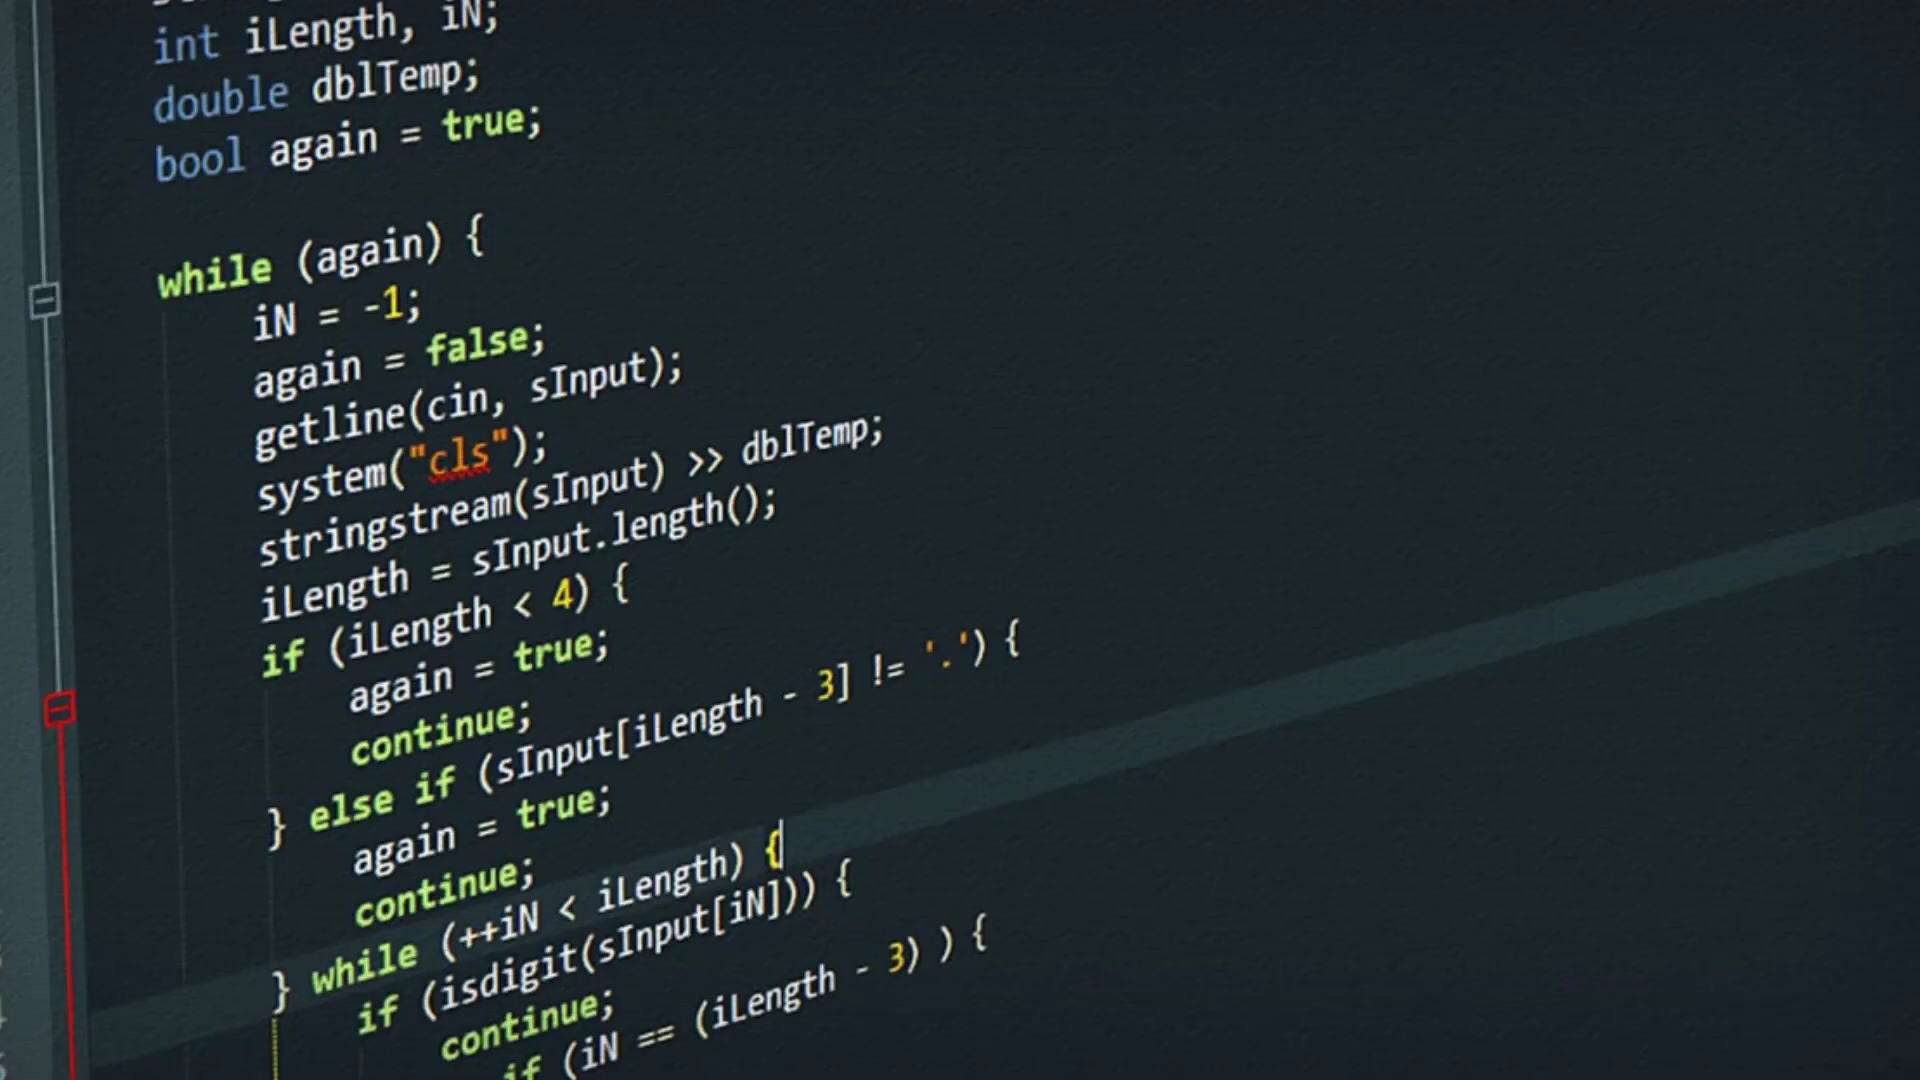 int iLength, iN;
double dblTemp;
bool again = true;
while (again) {
iN = -1;
again = false;
getline(cin, sInput);
system("cls");
stringstream(sInput) >> dblTemp;
iLength = sInput.length();
if (iLength < 4) {
again = true;
continue;
} else if (sInput[iLength - 3] != '.') {
again = true;
continue;
} while (++iN < iLength) {
if (isdigit(sInput[iN])) {
continue;
if (iN == (iLength - 3) ) {